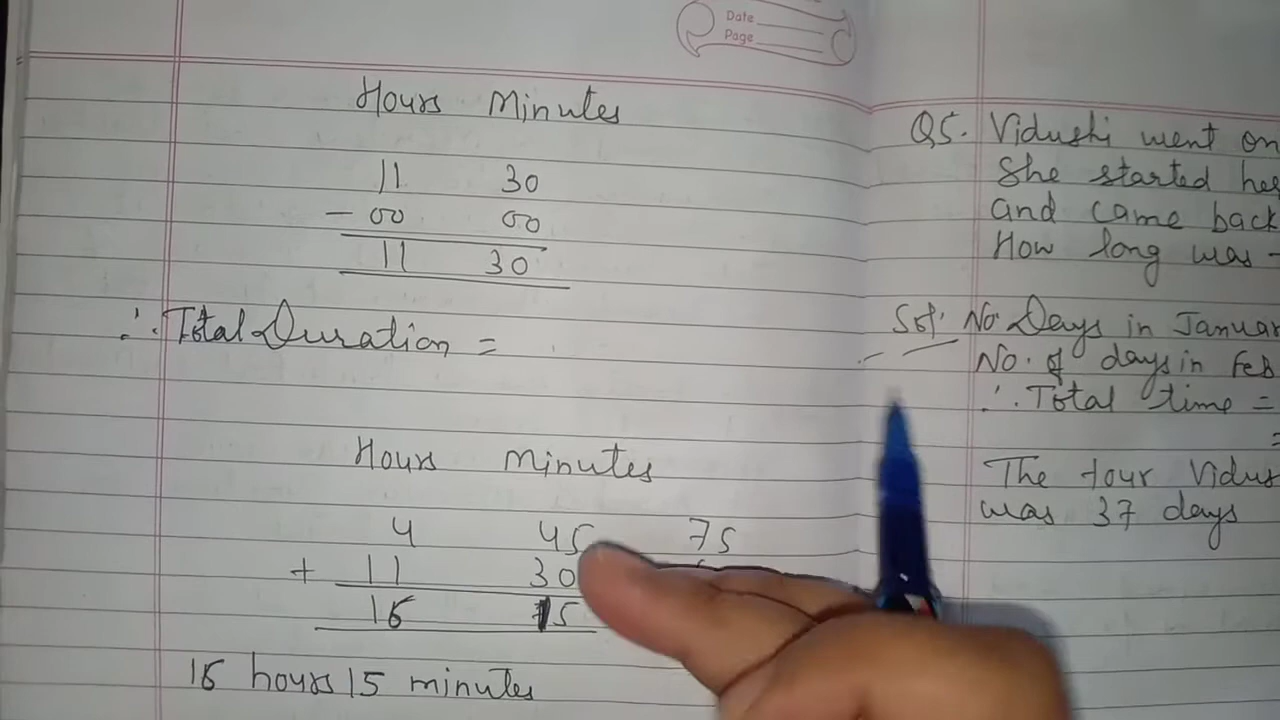 Date
Page
Hours Minutes
11 30
- 00 00
11 30
∴ Total Duration =
Hours Minutes
4 45 75
+ 11 30
16 15
16 hours 15 minutes
Q5. Vidushi went on
She started her
and came back
How long was
Sol. No. Days in Januar
No. of days in Feb
∴ Total time =
=
The tour Vidus
was 37 days